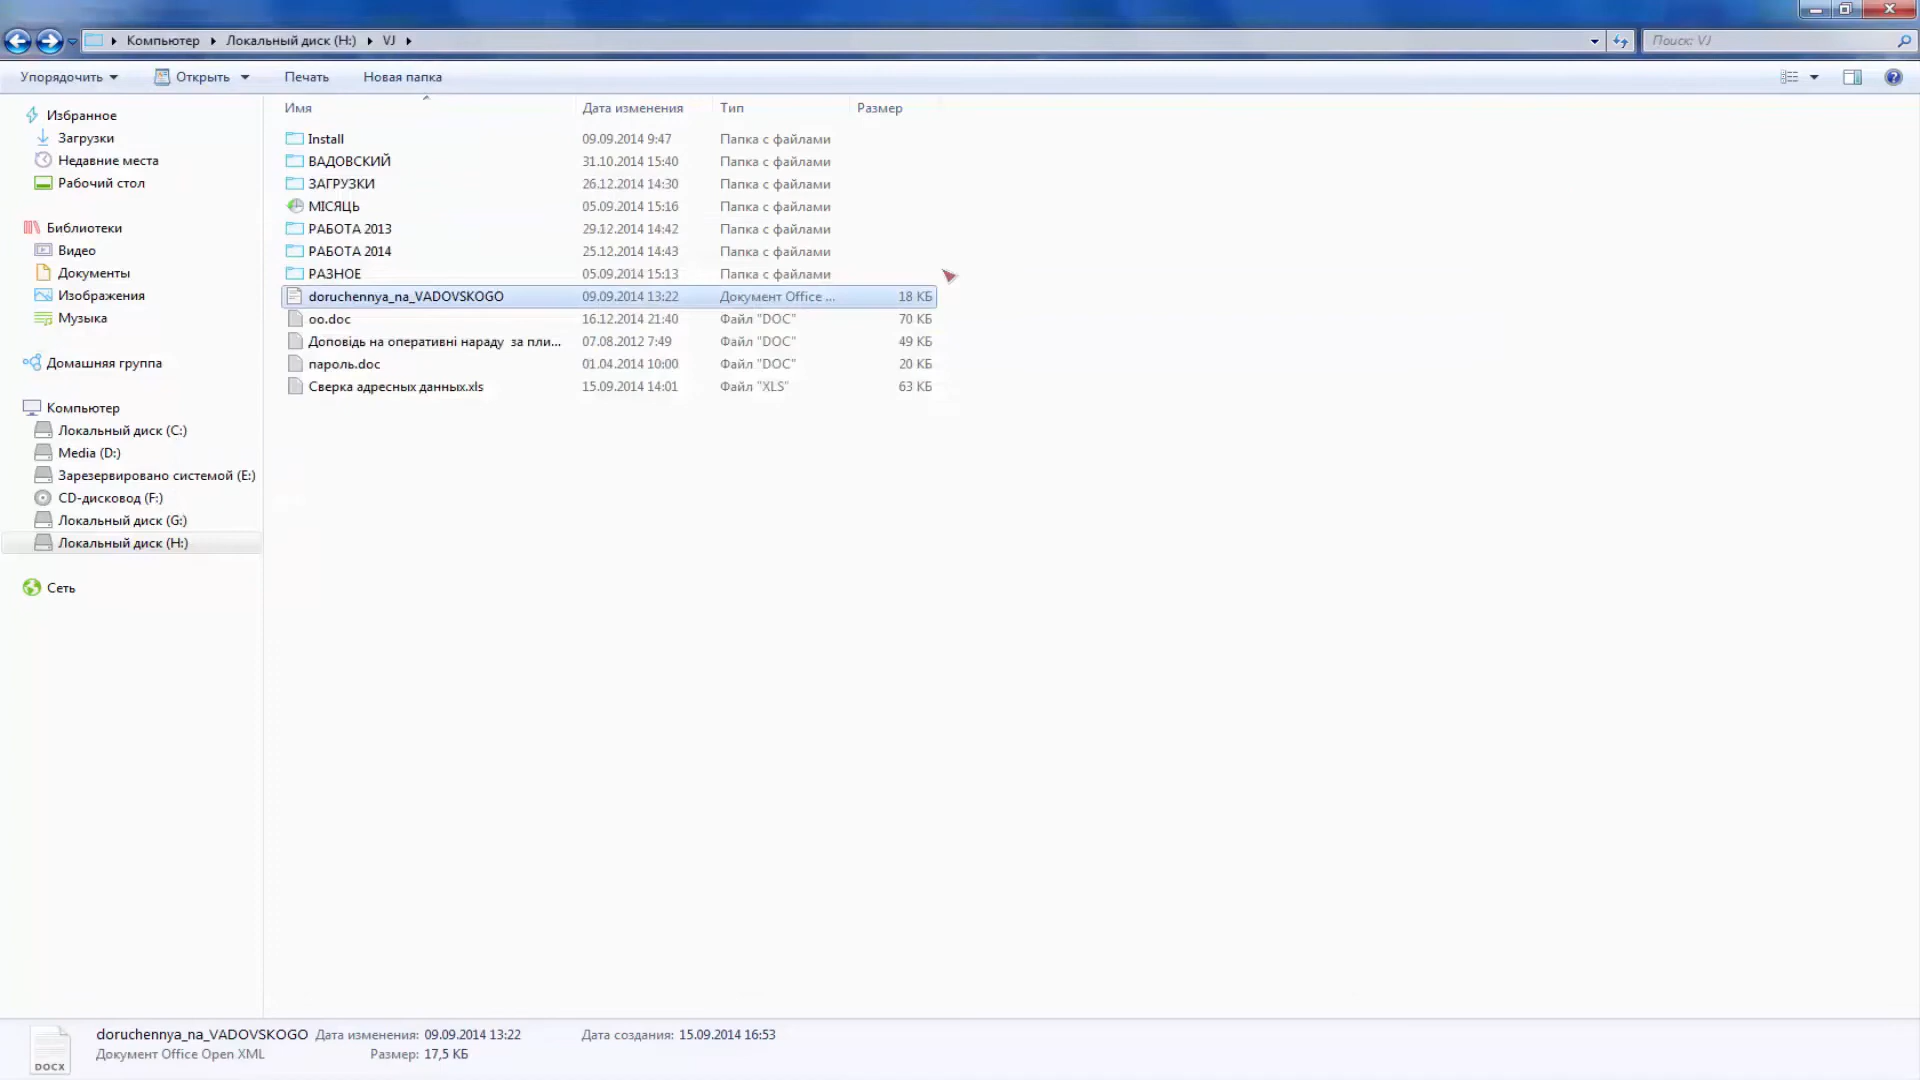 Компьютер Локальный диск (H:) VJ
Поиск: VJ
Упорядочить Открыть Печать Новая папка
Избранное
Загрузки
Недавние места
Рабочий стол
Библиотеки
Видео
Документы
Изображения
Музыка
Домашняя группа
Компьютер
Локальный диск (C:)
Media (D:)
Зарезервировано системой (E:)
CD-дисковод (F:)
Локальный диск (G:)
Локальный диск (H:)
Сеть
Имя Дата изменения Тип Размер
Install 09.09.2014 9:47 Папка с файлами
ВАДОВСКИЙ 31.10.2014 15:40 Папка с файлами
ЗАГРУЗКИ 26.12.2014 14:30 Папка с файлами
МІСЯЦЬ 05.09.2014 15:16 Папка с файлами
РАБОТА 2013 29.12.2014 14:42 Папка с файлами
РАБОТА 2014 25.12.2014 14:43 Папка с файлами
РАЗНОЕ 05.09.2014 15:13 Папка с файлами
doruchennya_na_VADOVSKOGO 09.09.2014 13:22 Документ Office ... 18 КБ
oo.doc 16.12.2014 21:40 Файл "DOC" 70 КБ
Доповідь на оперативні нараду за пли... 07.08.2012 7:49 Файл "DOC" 49 КБ
пароль.doc 01.04.2014 10:00 Файл "DOC" 20 КБ
Сверка адресных данных.xls 15.09.2014 14:01 Файл "XLS" 63 КБ
doruchennya_na_VADOVSKOGO Дата изменения: 09.09.2014 13:22 Дата создания: 15.09.2014 16:53
Документ Office Open XML Размер: 17,5 КБ
DOCX